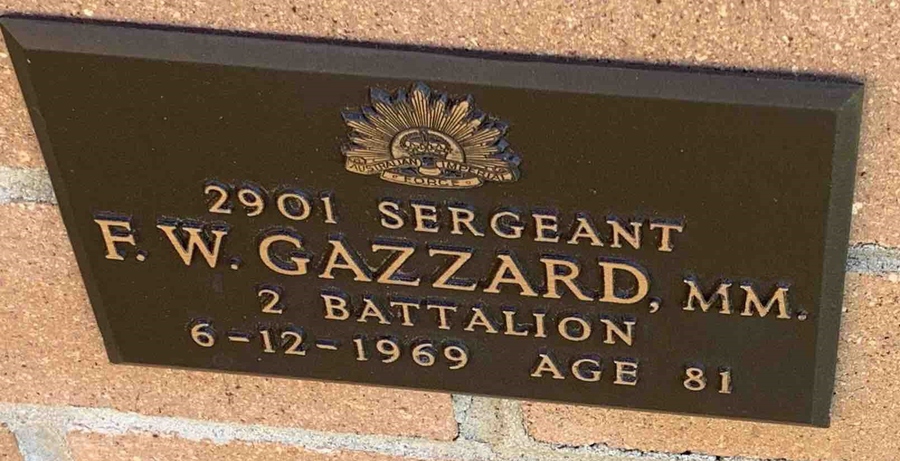 AUSTRALIAN IMPERIAL
FORCE
2901 SERGEANT
F. W. GAZZARD, MM.
2 BATTALION
6-12-1969 AGE 81